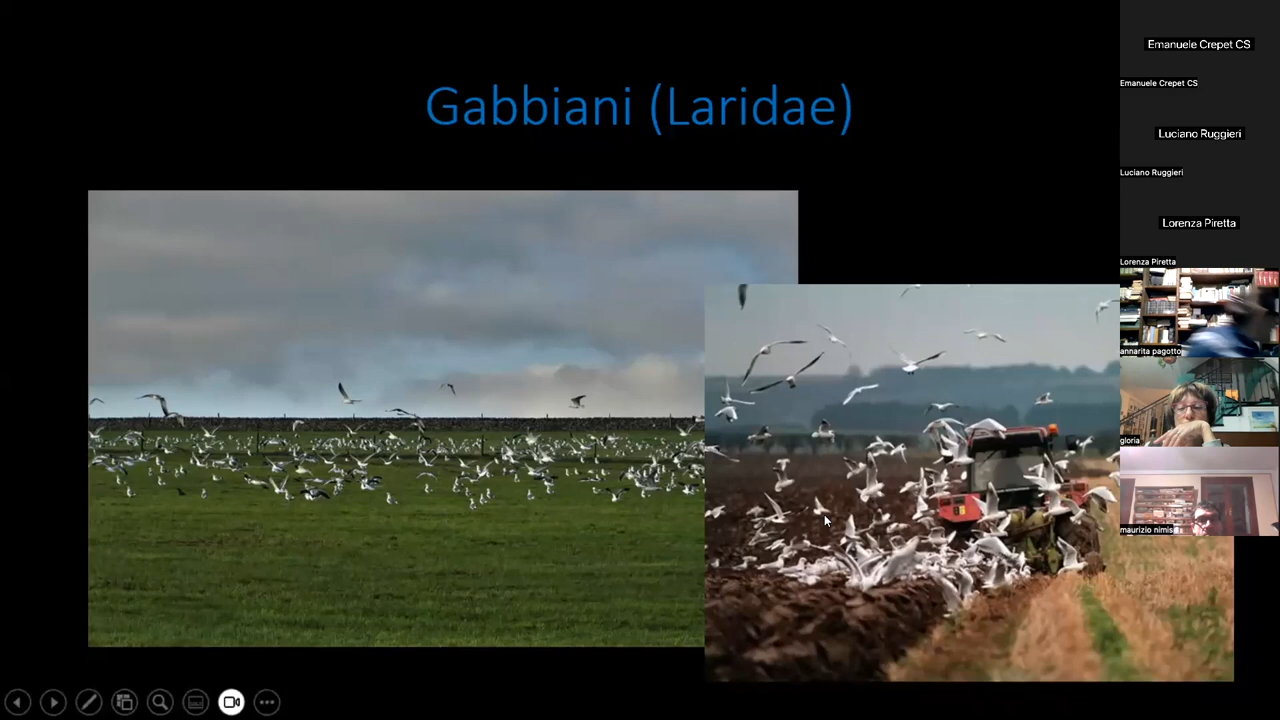 Gabbiani (Laridae)
Emanuele Crepet CS
Emanuele Crepet CS
Luciano Ruggieri
Luciano Ruggieri
Lorenza Piretta
Lorenza Piretta
annarita pagotto
gloria
maurizio nimis